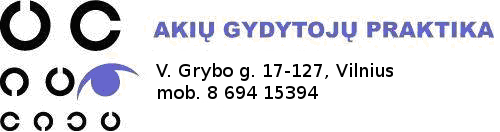 AKIŲ GYDYTOJŲ PRAKTIKA
V. Grybo g. 17-127, Vilnius
mob. 8 694 15394